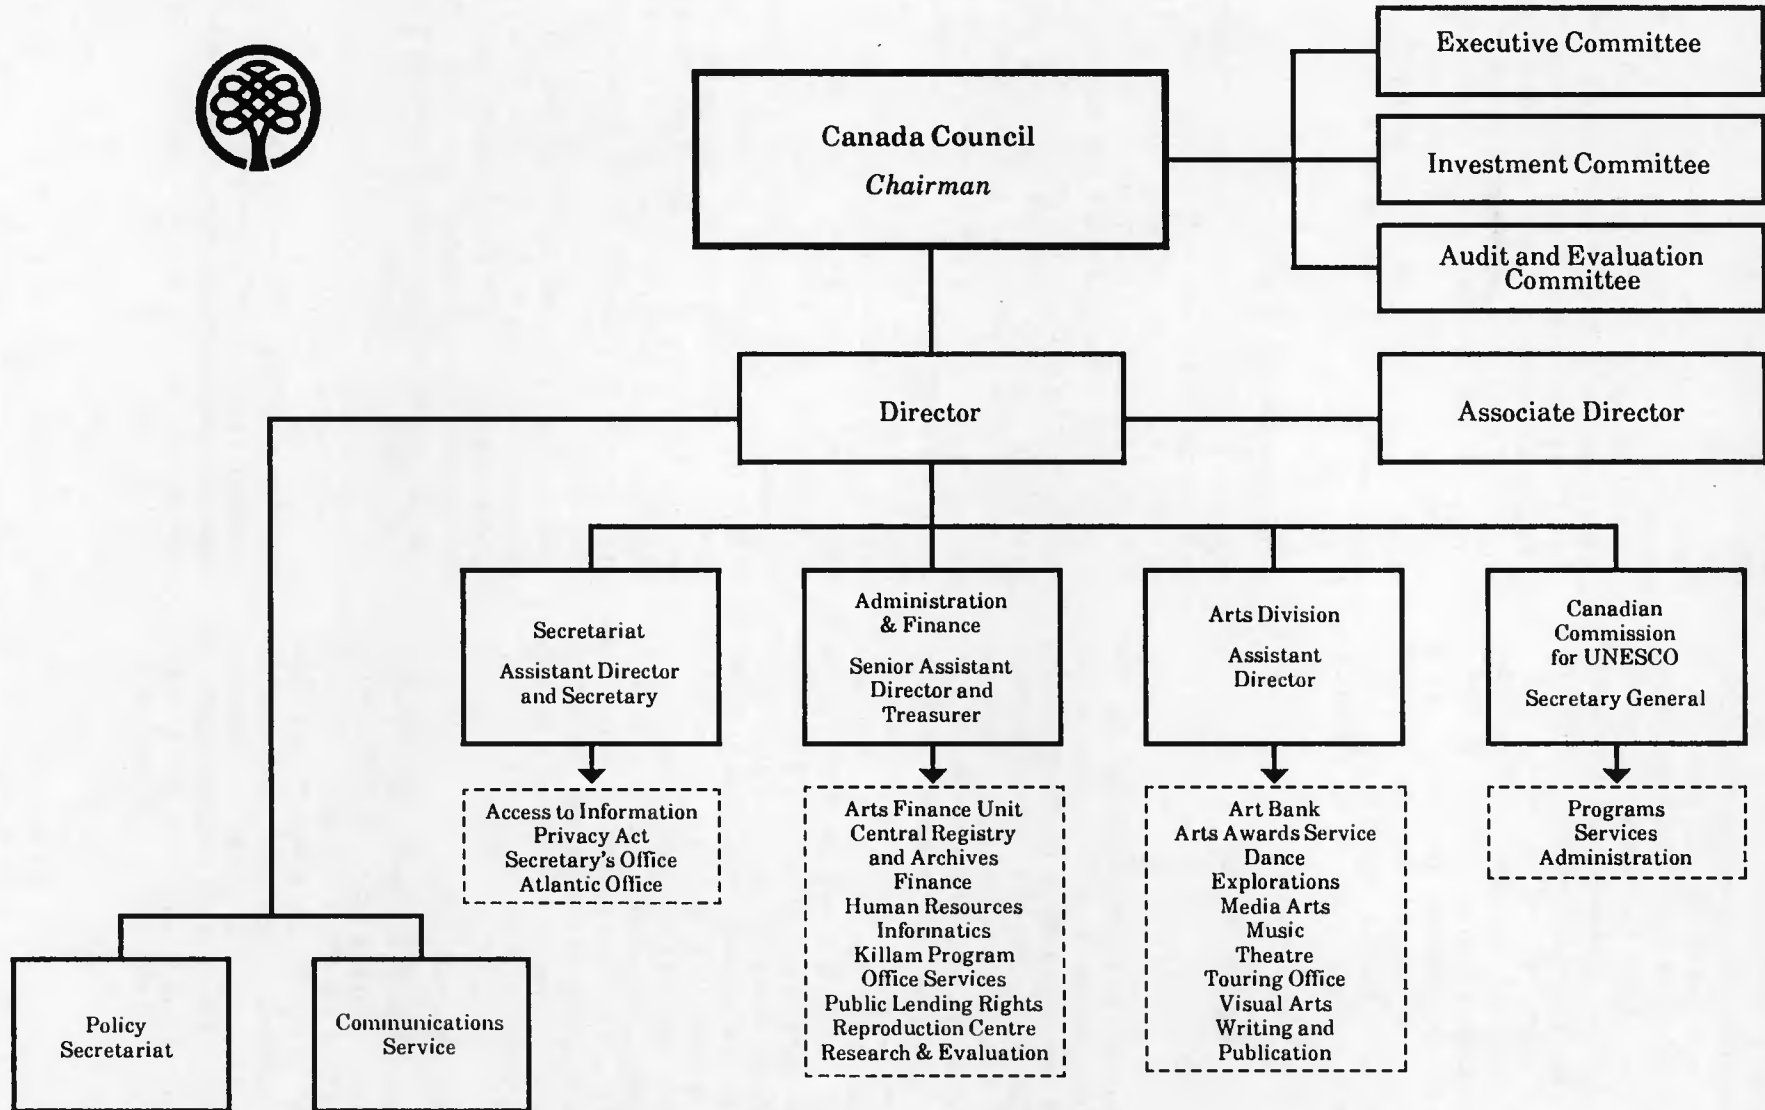 Executive Committee
Canada Council
Chairman
Investment Committee
Audit and Evaluation
Committee
Director
Associate Director
Secretariat
Assistant Director
and Secretary
Administration
& Finance
Senior Assistant
Director and
Treasurer
Arts Division
Assistant
Director
Canadian
Commission
for UNESCO
Secretary General
Access to Information
Privacy Act
Secretary's Office
Atlantic Office
Arts Finance Unit
Central Registry
and Archives
Finance
Human Resources
Informatics
Killam Program
Office Services
Public Lending Rights
Reproduction Centre
Research & Evaluation
Art Bank
Arts Awards Service
Dance
Explorations
Media Arts
Music
Theatre
Touring Office
Visual Arts
Writing and
Publication
Programs
Services
Administration
Policy
Secretariat
Communications
Service